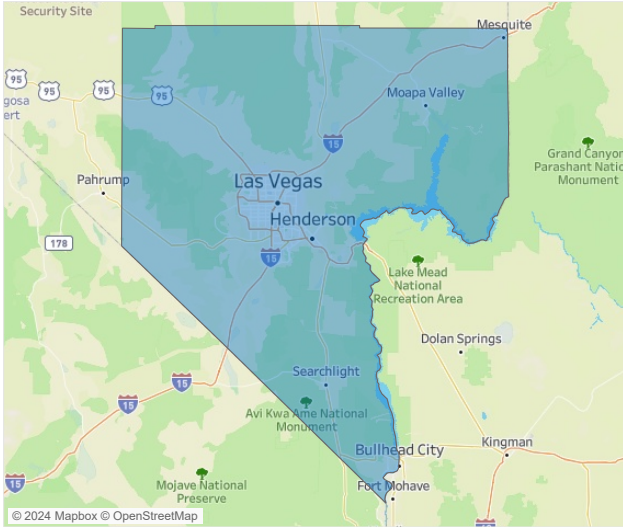 Security Site
Mesquite
95
95
95
95
gosa
ert
Moapa Valley
15
Grand Canyon
Parashant Natio
Monument
Pahrump
Las Vegas
Henderson
178
15
Lake Mead
National
Recreation Area
Dolan Springs
Searchlight
15
15
Avi Kwa Ame National
Monument
Bullhead City
Kingman
15
Mojave National
Preserve
Fort Mohave
© 2024 Mapbox © OpenStreetMap